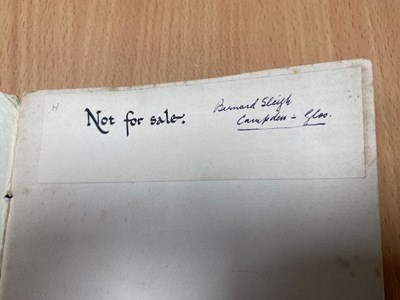 H
Not for sale.
Bernard Sleigh
Campden - Glos.